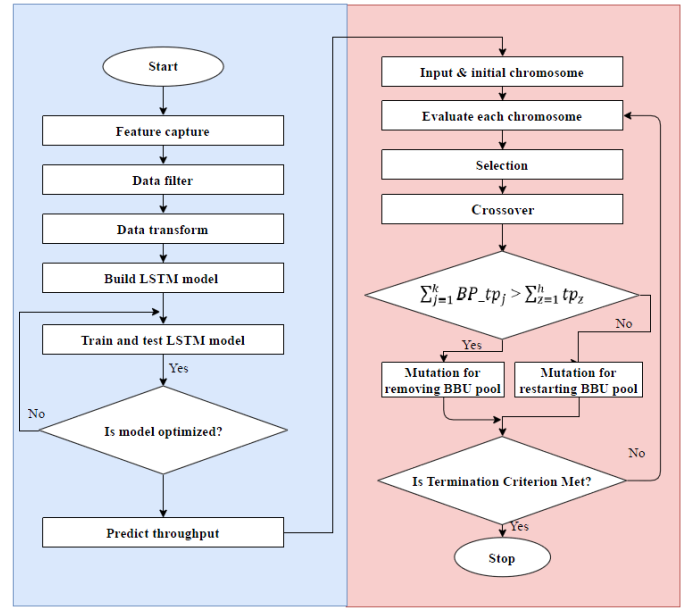 Start
Feature capture
Data filter
Data transform
Build LSTM model
Train and test LSTM model
Yes
No
Is model optimized?
Predict throughput
Input & initial chromosome
Evaluate each chromosome
Selection
Crossover
∑_{j=1}^{k} BP_tp_j > ∑_{z=1}^{h} tp_z
No
Yes
Mutation for
removing BBU pool
Mutation for
restarting BBU pool
No
Is Termination Criterion Met?
Yes
Stop